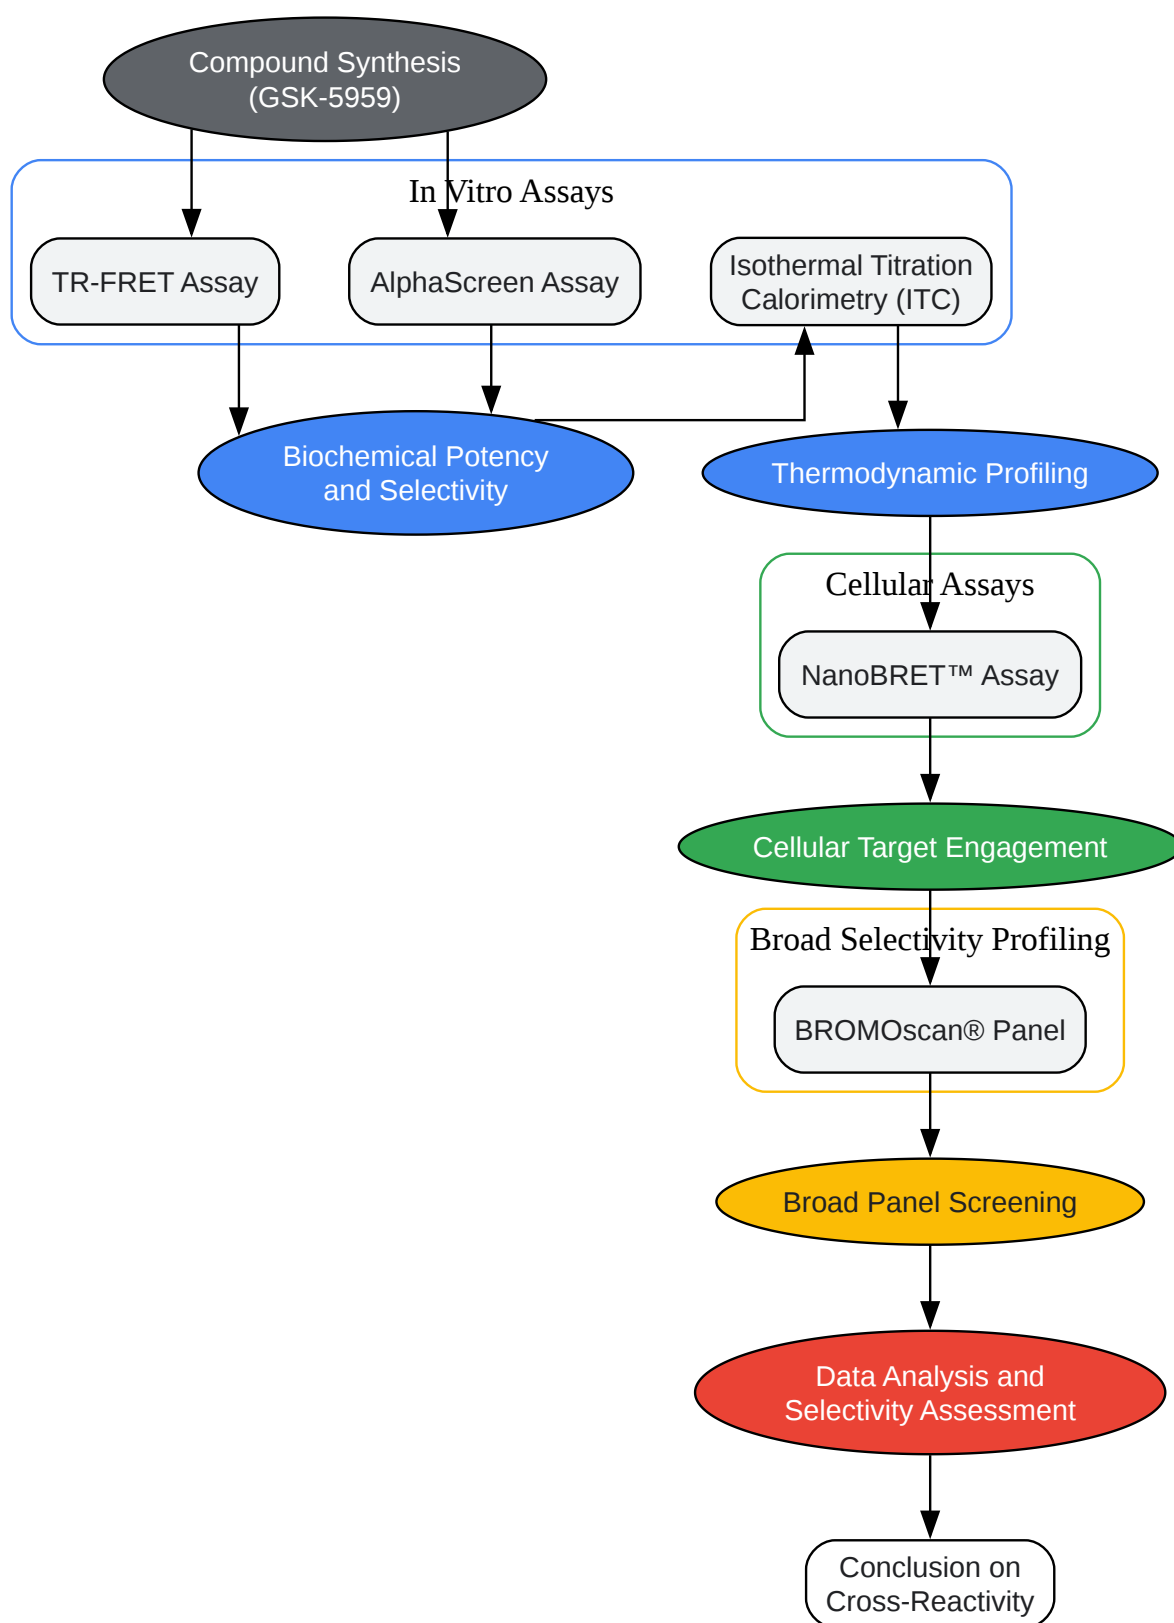 Compound Synthesis
(GSK-5959)
In Vitro Assays
TR-FRET Assay
AlphaScreen Assay
Isothermal Titration
Calorimetry (ITC)
Biochemical Potency
and Selectivity
Thermodynamic Profiling
Cellular Assays
NanoBRET™ Assay
Cellular Target Engagement
Broad Selectivity Profiling
BROMOscan® Panel
Broad Panel Screening
Data Analysis and
Selectivity Assessment
Conclusion on
Cross-Reactivity